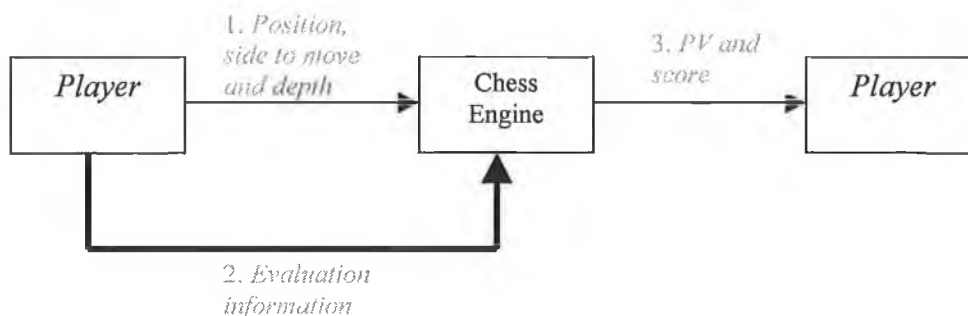 1. Position,
side to move
and depth
Player
Chess
Engine
3. PV and
score
Player
2. Evaluation
information